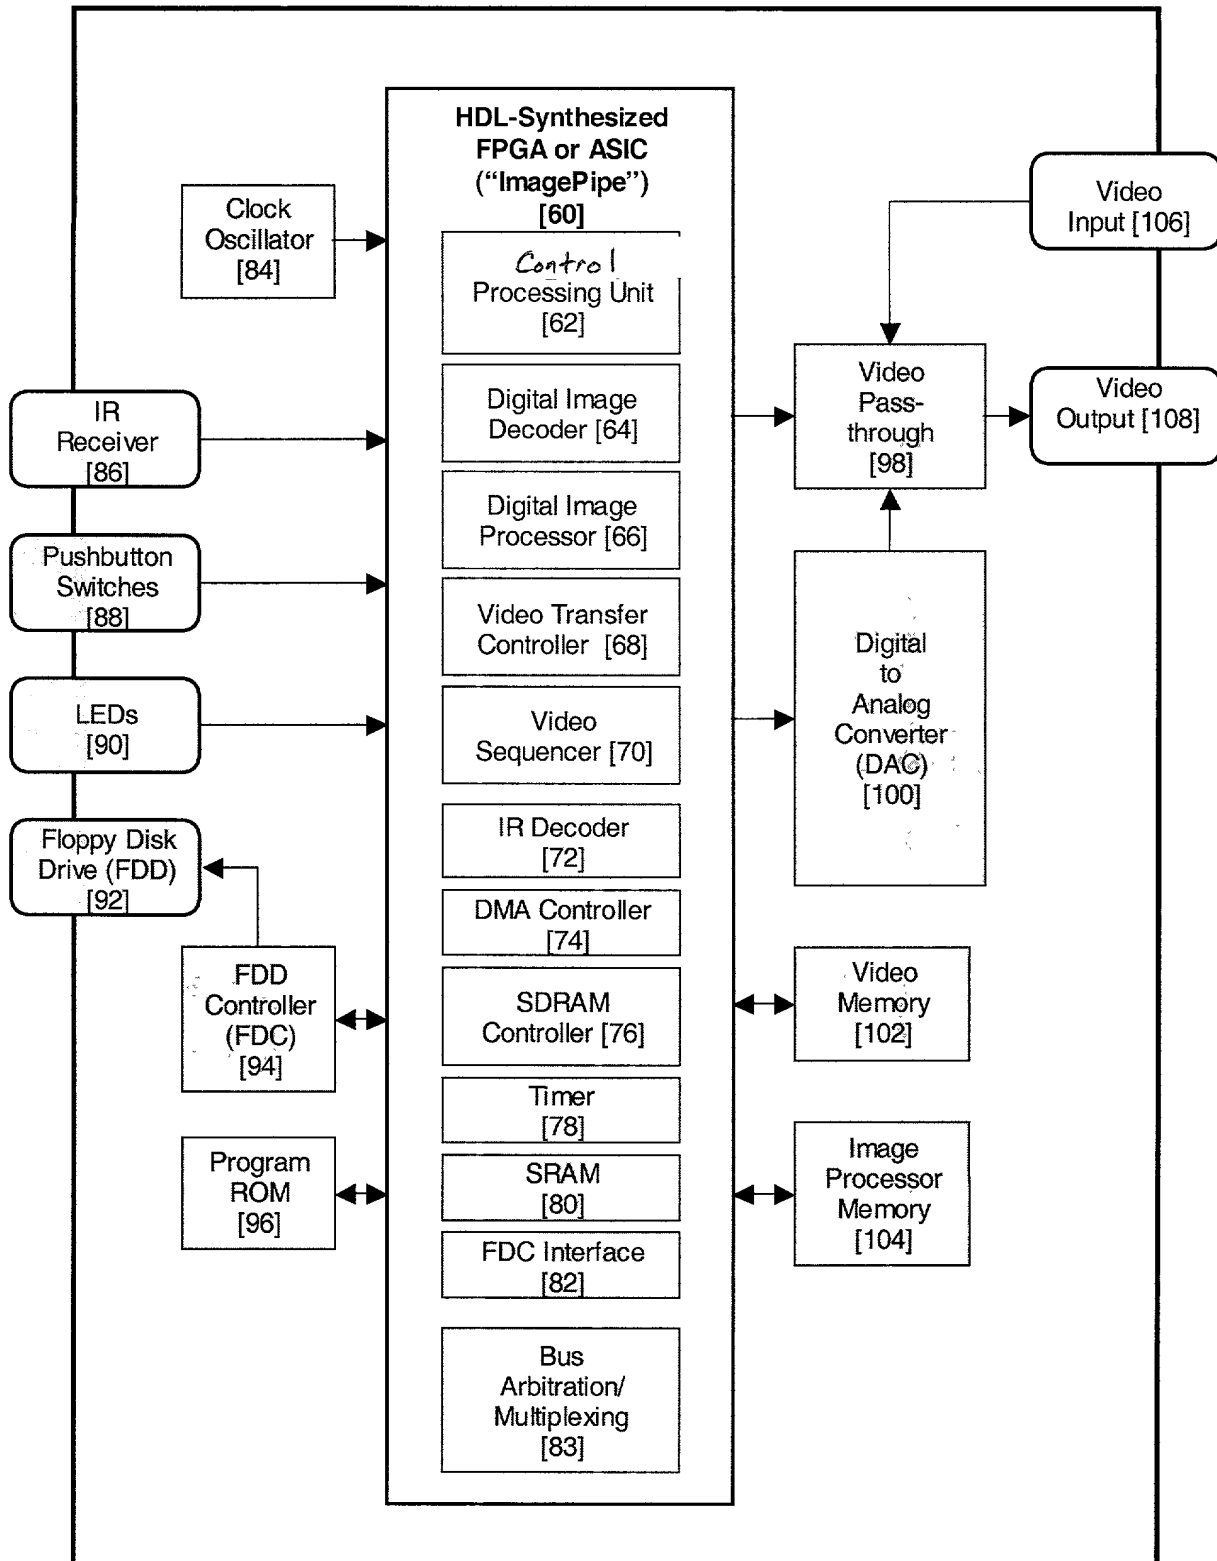 HDL-Synthesized
FPGA or ASIC
(“ImagePipe”)
[60]
Control
Processing Unit
[62]
Digital Image
Decoder [64]
Digital Image
Processor [66]
Video Transfer
Controller [68]
Video
Sequencer [70]
IR Decoder
[72]
DMA Controller
[74]
SDRAM
Controller [76]
Timer
[78]
SRAM
[80]
FDC Interface
[82]
Bus
Arbitration/
Multiplexing
[83]
Clock
Oscillator
[84]
IR
Receiver
[86]
Pushbutton
Switches
[88]
LEDs
[90]
Floppy Disk
Drive (FDD)
[92]
FDD
Controller
(FDC)
[94]
Program
ROM
[96]
Video
Input [106]
Video
Pass-
through
[98]
Video
Output [108]
Digital
to
Analog
Converter
(DAC)
[100]
Video
Memory
[102]
Image
Processor
Memory
[104]